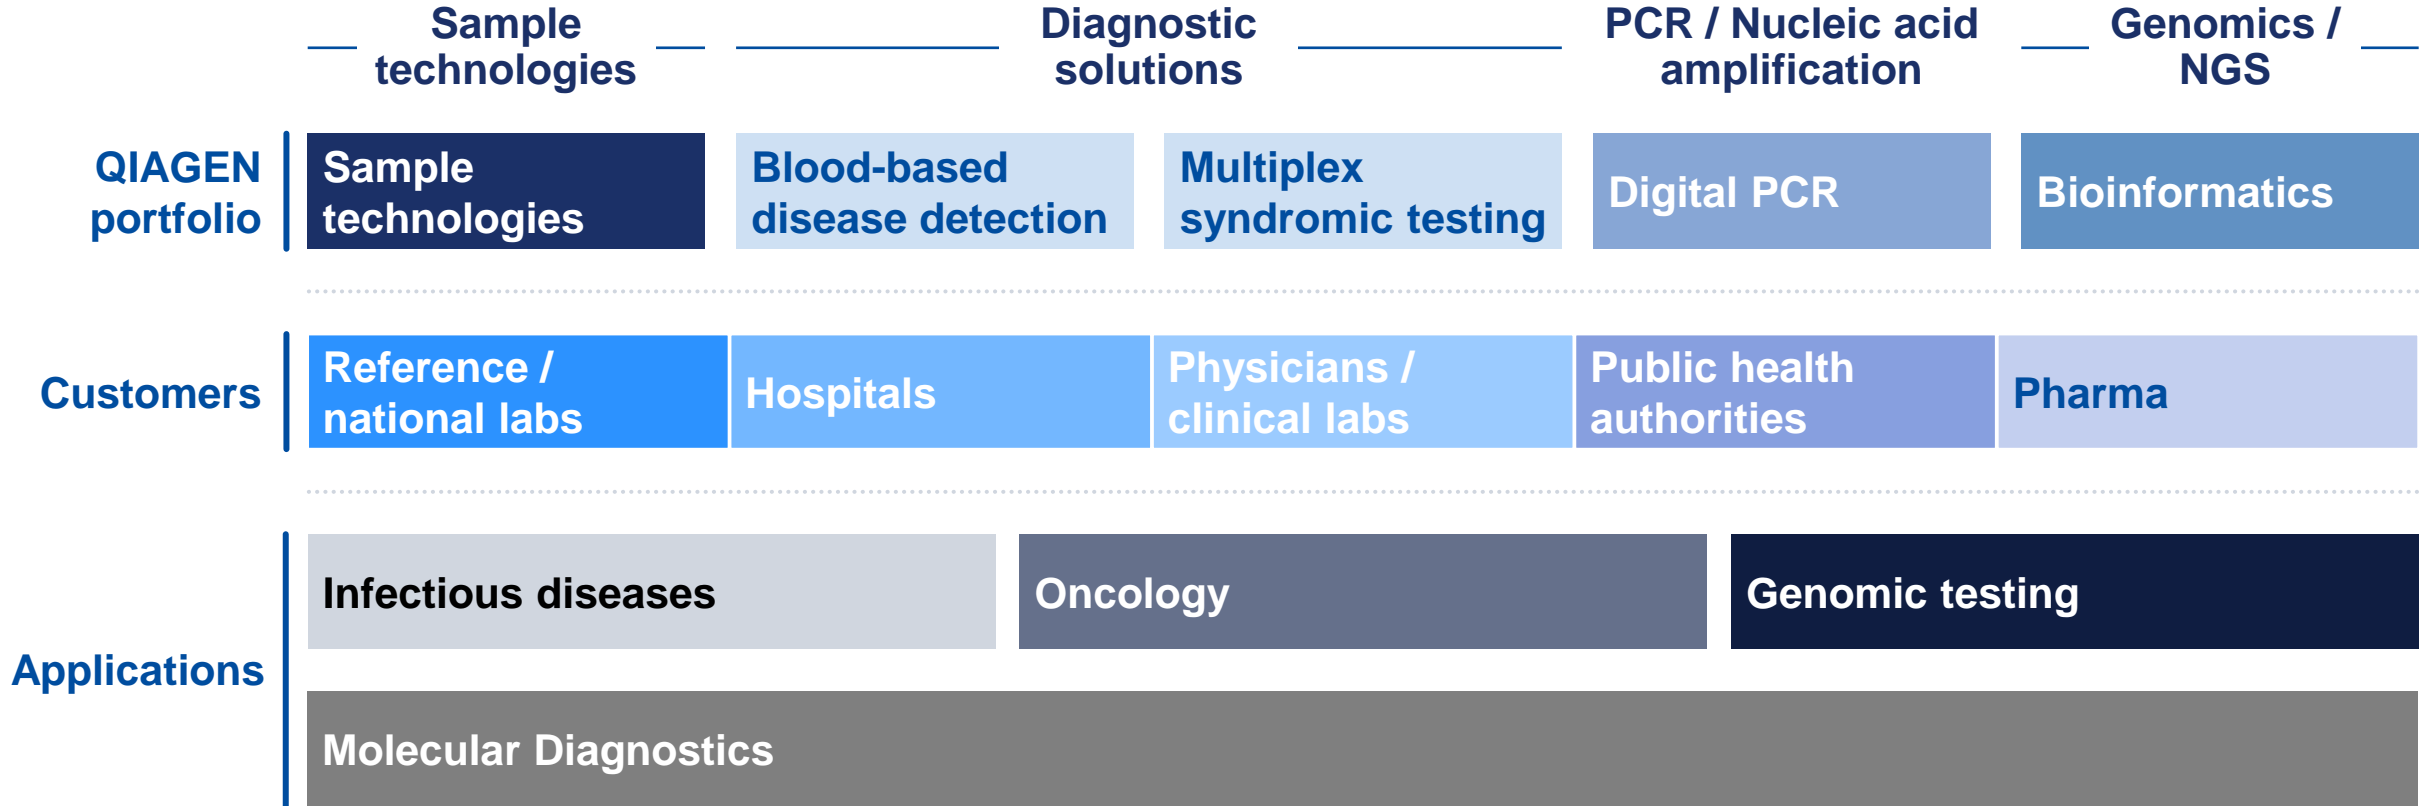 Sample
technologies
Diagnostic
solutions
PCR / Nucleic acid
amplification
Genomics /
NGS
QIAGEN
portfolio
Sample
technologies
Blood-based
disease detection
Multiplex
syndromic testing
Digital PCR
Bioinformatics
Customers
Reference /
national labs
Hospitals
Physicians /
clinical labs
Public health
authorities
Pharma
Applications
Infectious diseases
Oncology
Genomic testing
Molecular Diagnostics